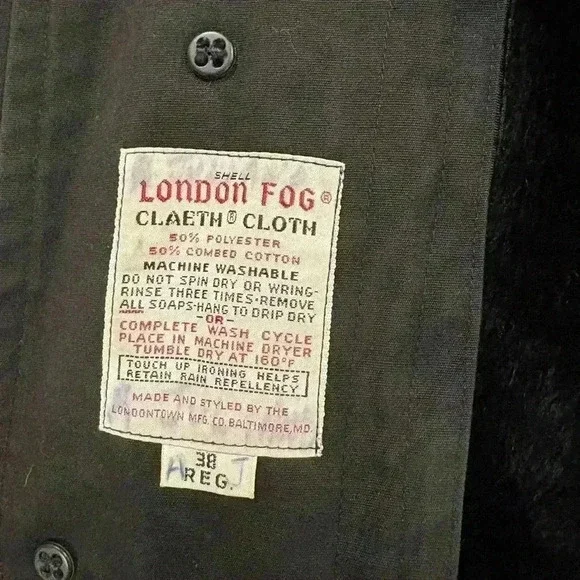 SHELL
LONDON FOG®
CLAETH® CLOTH
50% POLYESTER
50% COMBED COTTON
MACHINE WASHABLE
DO NOT SPIN DRY OR WRING-
RINSE THREE TIMES-REMOVE
ALL SOAPS-HANG TO DRIP DRY
-OR-
COMPLETE WASH CYCLE
PLACE IN MACHINE DRYER
TUMBLE DRY AT 160°F
TOUCH UP IRONING HELPS
RETAIN RAIN REPELLENCY
MADE AND STYLED BY THE
LONDONTOWN MFG. CO. BALTIMORE, MD.
38
A REG. J